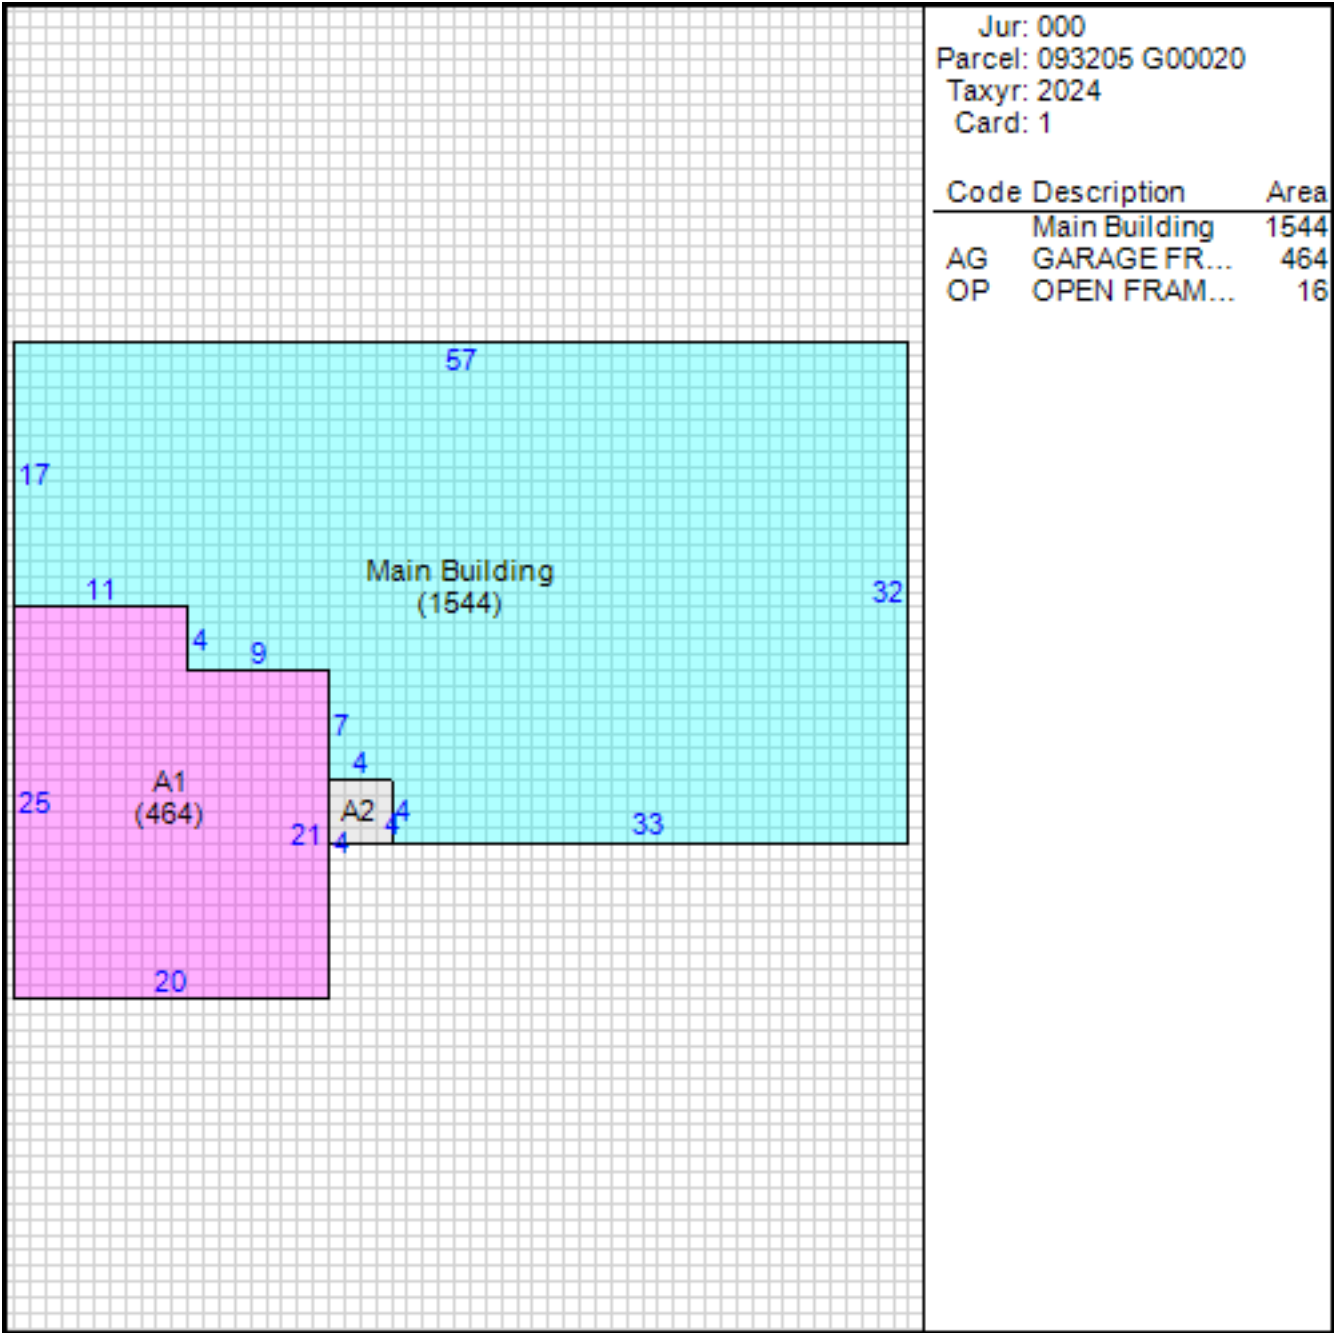 Jur: 000
Parcel: 093205 G00020
Taxyr: 2024
Card: 1
Code Description Area
Main Building 1544
AG GARAGE FR... 464
OP OPEN FRAM... 16
57
17
Main Building
(1544)
32
11
4
9
7
4
A1
(464)
25
A2
4
4
33
21
4
20